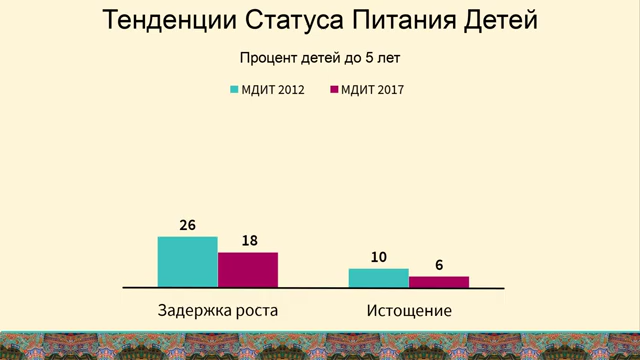 Тенденции Статуса Питания Детей
Процент детей до 5 лет
МДИТ 2012 МДИТ 2017
26
18
10
6
Задержка роста Истощение